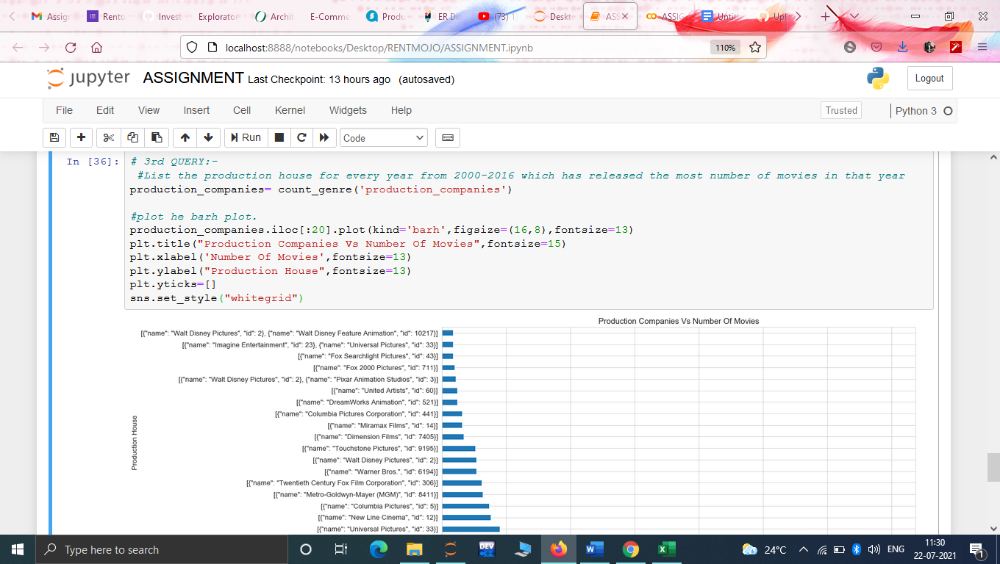 Assig
Rento
Invest
Explorator
Archit
E-Comme
Produ
ER Di
(73)
Deskt
ASS
ASSIG
Untit
Upl
localhost:8888/notebooks/Desktop/RENTMOJO/ASSIGNMENT.ipynb
110%
jupyter ASSIGNMENT Last Checkpoint: 13 hours ago (autosaved)
Logout
File Edit View Insert Cell Kernel Widgets Help
Trusted
Python 3
Run
Code
In [36]:
# 3rd QUERY:-
#List the production house for every year from 2000-2016 which has released the most number of movies in that year
production_companies= count_genre('production_companies')
#plot he barh plot.
production_companies.iloc[:20].plot(kind='barh',figsize=(16,8),fontsize=13)
plt.title("Production Companies Vs Number Of Movies",fontsize=15)
plt.xlabel('Number Of Movies',fontsize=13)
plt.ylabel("Production House",fontsize=13)
plt.yticks=[]
sns.set_style("whitegrid")
Production Companies Vs Number Of Movies
[{"name": "Walt Disney Pictures", "id": 2}, {"name": "Walt Disney Feature Animation", "id": 10217}]
[{"name": "Imagine Entertainment", "id": 23}, {"name": "Universal Pictures", "id": 33}]
[{"name": "Fox Searchlight Pictures", "id": 43}]
[{"name": "Fox 2000 Pictures", "id": 711}]
[{"name": "Walt Disney Pictures", "id": 2}, {"name": "Pixar Animation Studios", "id": 3}]
[{"name": "United Artists", "id": 60}]
[{"name": "DreamWorks Animation", "id": 521}]
[{"name": "Columbia Pictures Corporation", "id": 441}]
[{"name": "Miramax Films", "id": 14}]
[{"name": "Dimension Films", "id": 7405}]
[{"name": "Touchstone Pictures", "id": 9195}]
[{"name": "Walt Disney Pictures", "id": 2}]
[{"name": "Warner Bros.", "id": 6194}]
[{"name": "Twentieth Century Fox Film Corporation", "id": 306}]
[{"name": "Metro-Goldwyn-Mayer (MGM)", "id": 8411}]
[{"name": "Columbia Pictures", "id": 5}]
[{"name": "New Line Cinema", "id": 12}]
[{"name": "Universal Pictures", "id": 33}]
Production House
Type here to search
DEV
24°C
ENG
11:30
22-07-2021
1